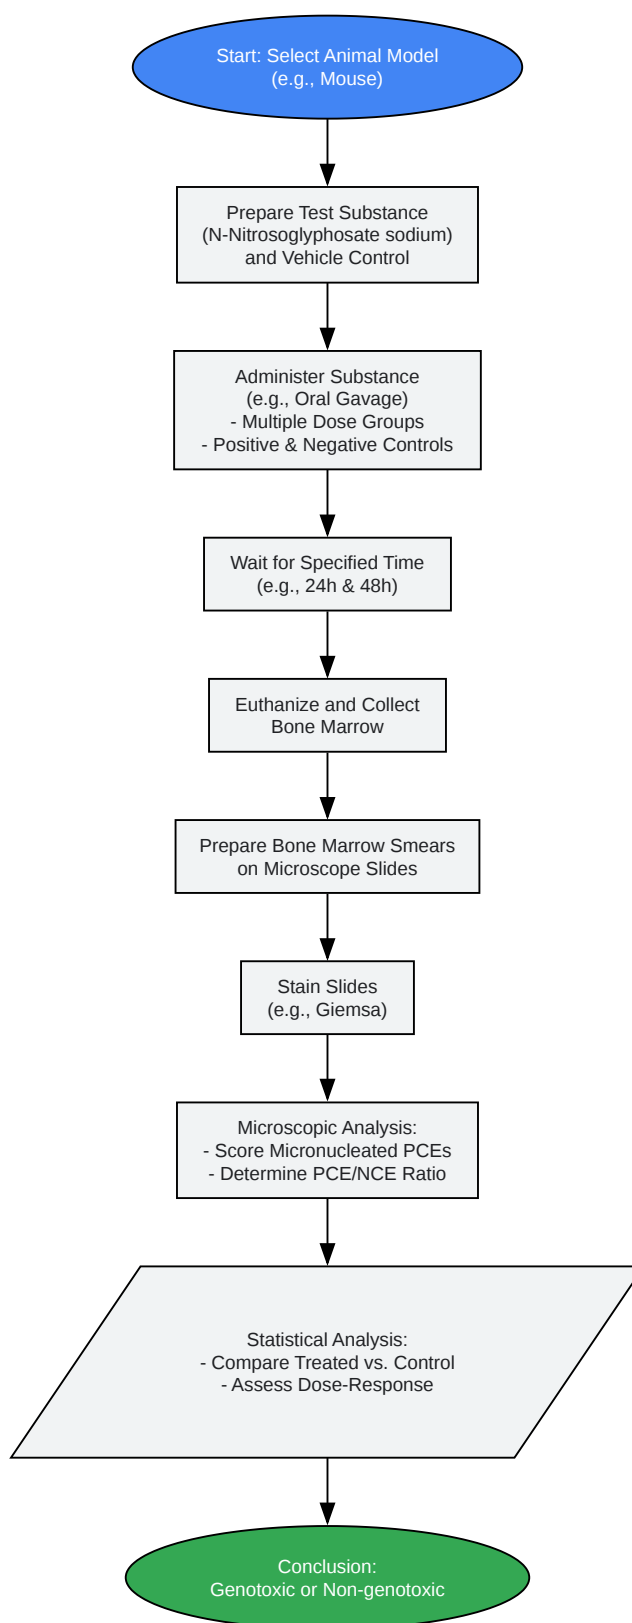 Start: Select Animal Model
(e.g., Mouse)
Prepare Test Substance
(N-Nitrosoglyphosate sodium)
and Vehicle Control
Administer Substance
(e.g., Oral Gavage)
- Multiple Dose Groups
- Positive & Negative Controls
Wait for Specified Time
(e.g., 24h & 48h)
Euthanize and Collect
Bone Marrow
Prepare Bone Marrow Smears
on Microscope Slides
Stain Slides
(e.g., Giemsa)
Microscopic Analysis:
- Score Micronucleated PCEs
- Determine PCE/NCE Ratio
Statistical Analysis:
- Compare Treated vs. Control
- Assess Dose-Response
Conclusion:
Genotoxic or Non-genotoxic